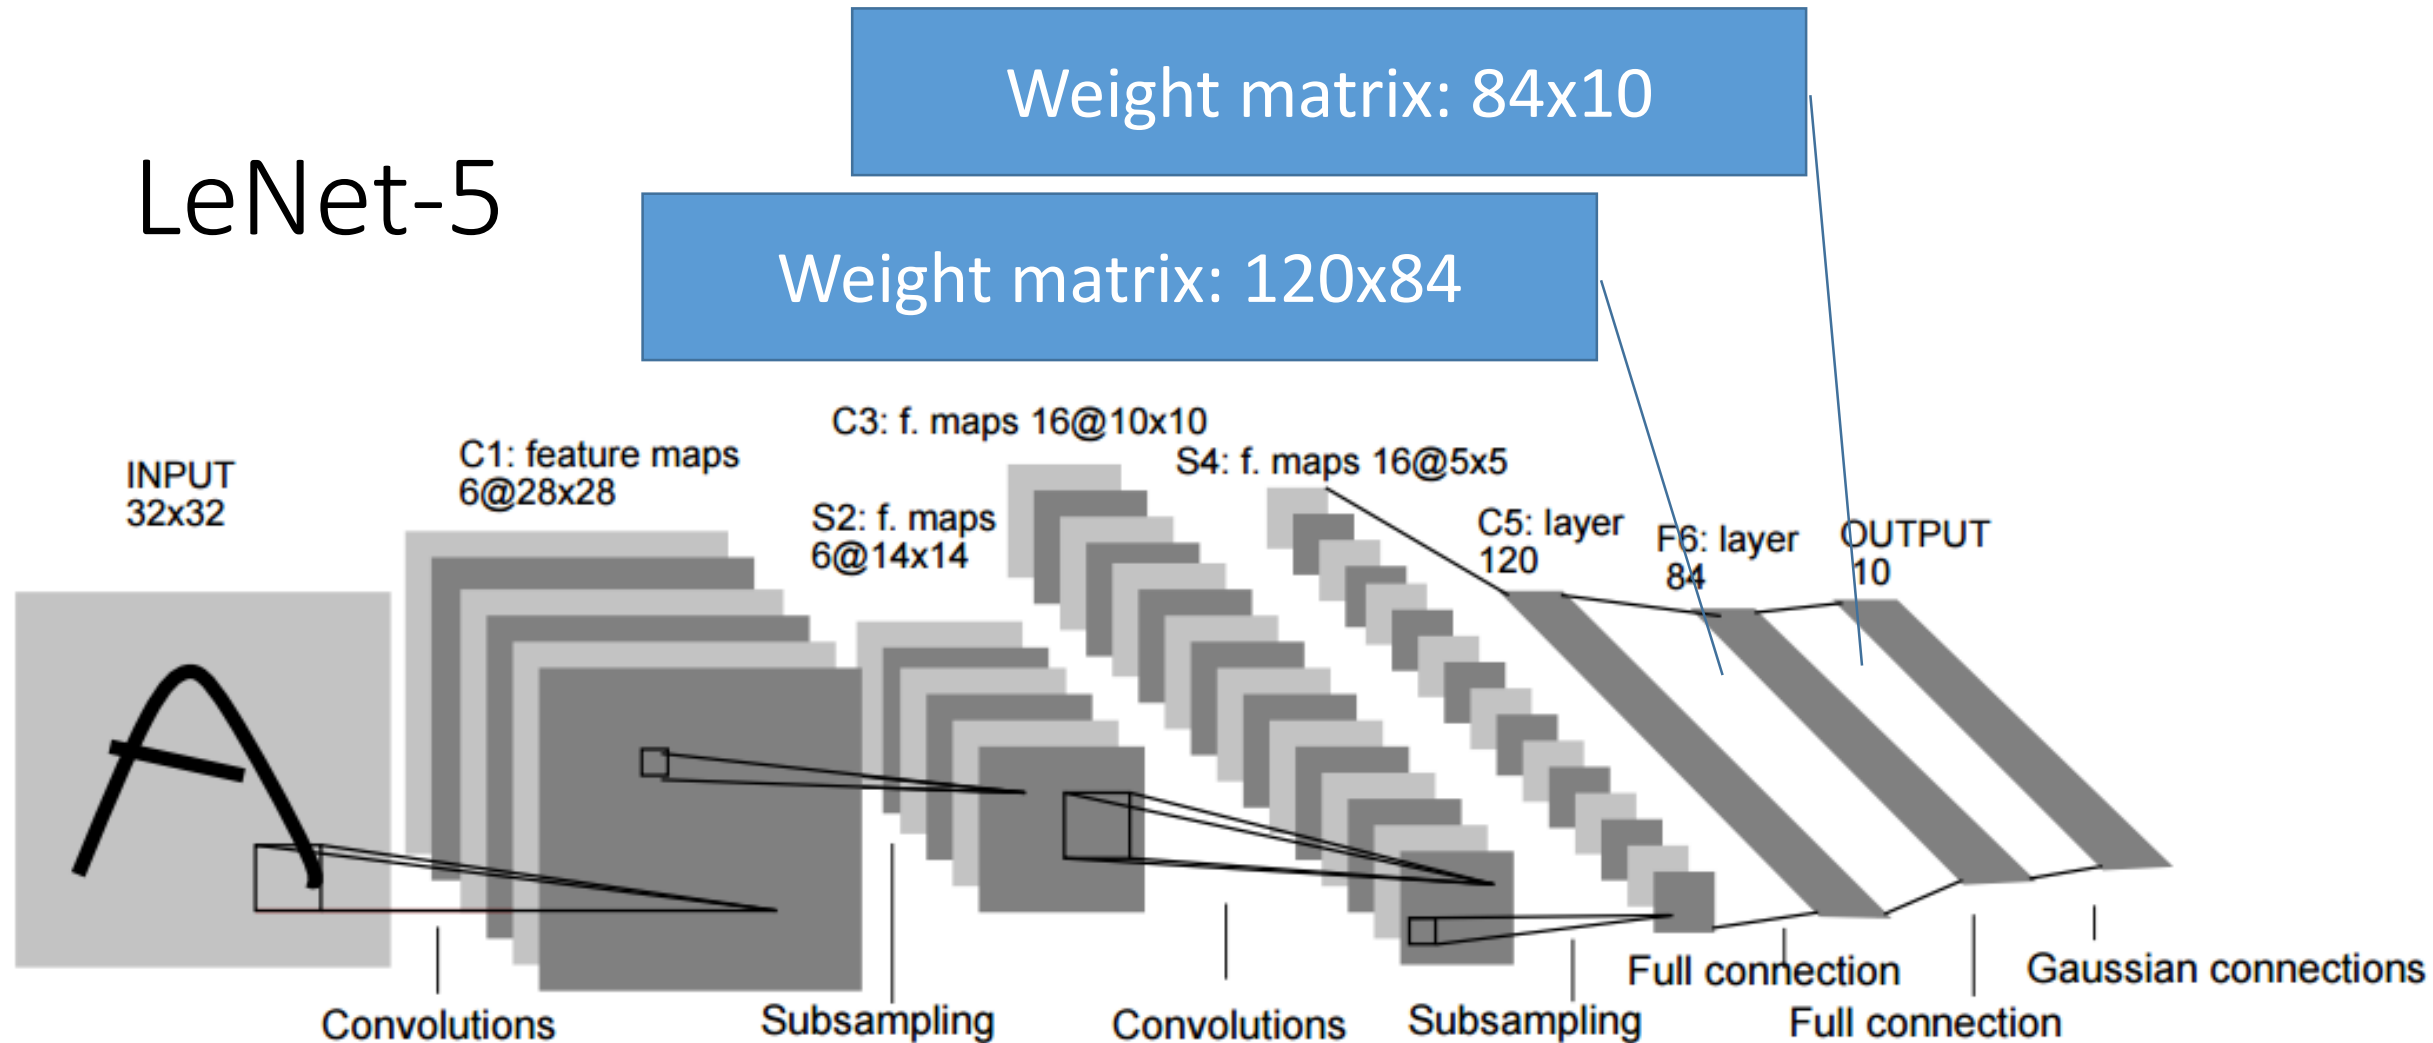 Weight matrix: 84x10
LeNet-5
Weight matrix: 120x84
C3: f. maps 16@10x10
INPUT
32x32
C1: feature maps
6@28x28
S2: f. maps
6@14x14
S4: f. maps 16@5x5
C5: layer
120
F6: layer
84
OUTPUT
10
Convolutions
Subsampling
Convolutions
Subsampling
Full connection
Full connection
Gaussian connections